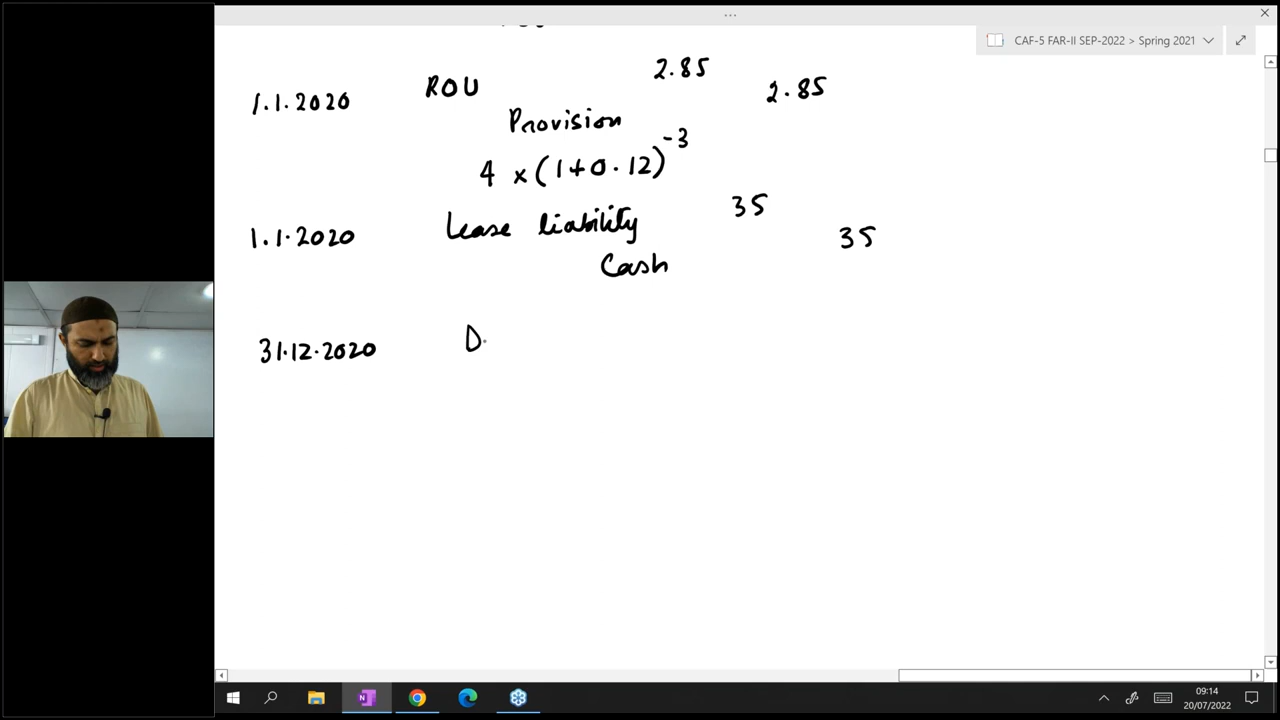 CAF-5 FAR-II SEP-2022 > Spring 2021
1.1.2020 ROU 2.85
Provision 2.85
4 x (1+0.12)^-3
1.1.2020 Lease liability 35
Cash 35
31.12.2020 D
09:14
20/07/2022